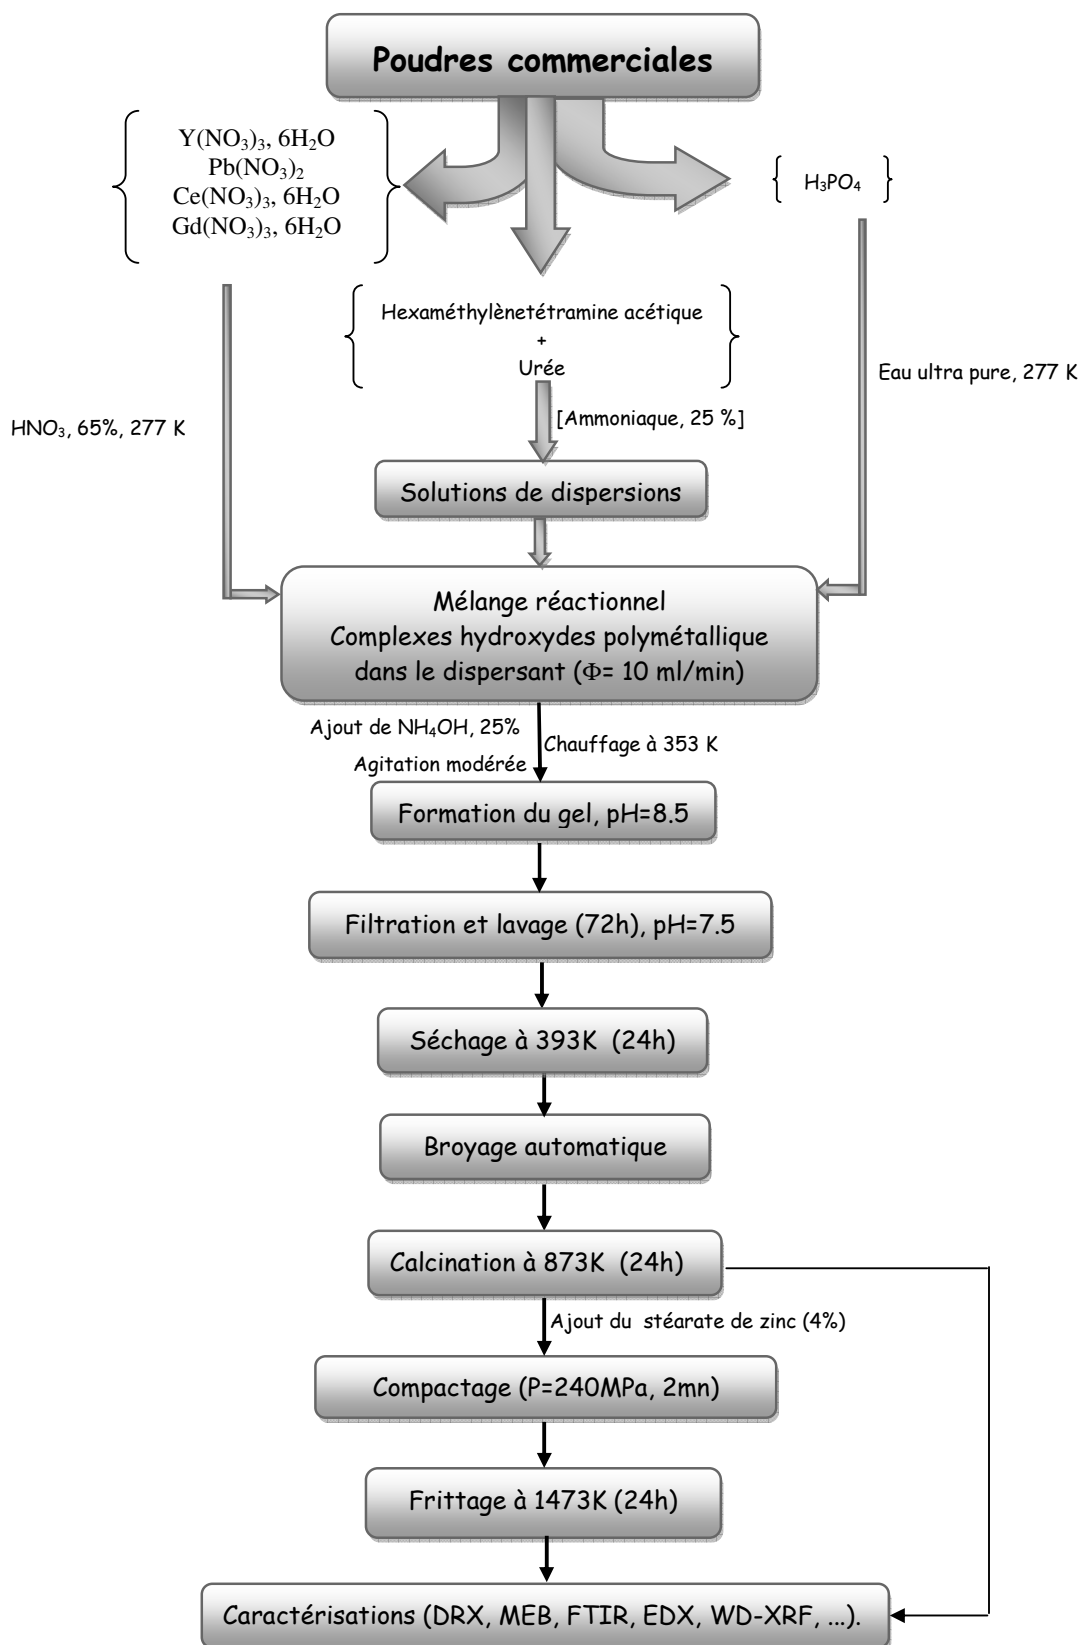 Poudres commerciales
Y(NO₃)₃, 6H₂O
Pb(NO₃)₂
Ce(NO₃)₃, 6H₂O
Gd(NO₃)₃, 6H₂O
H₃PO₄
Hexaméthylènetétramine acétique
+
Urée
Eau ultra pure, 277 K
HNO₃, 65%, 277 K
[Ammoniaque, 25 %]
Solutions de dispersions
Mélange réactionnel
Complexes hydroxydes polymétallique
dans le dispersant (Φ= 10 ml/min)
Ajout de NH₄OH, 25%
Chauffage à 353 K
Agitation modérée
Formation du gel, pH=8.5
Filtration et lavage (72h), pH=7.5
Séchage à 393K (24h)
Broyage automatique
Calcination à 873K (24h)
Ajout du stéarate de zinc (4%)
Compactage (P=240MPa, 2mn)
Frittage à 1473K (24h)
Caractérisations (DRX, MEB, FTIR, EDX, WD-XRF, ...).